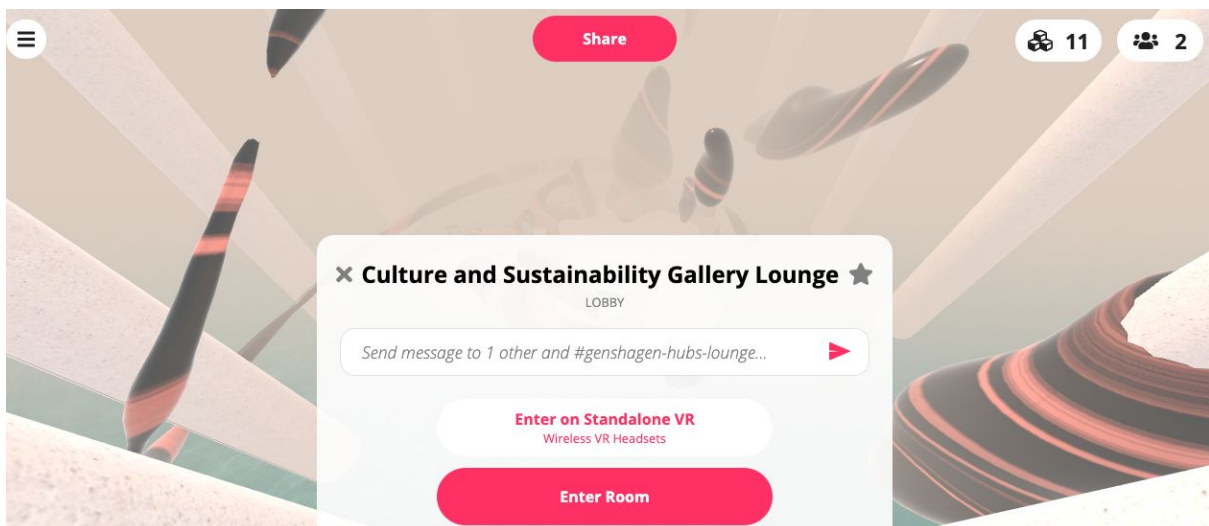 Share
11
2
Culture and Sustainability Gallery Lounge
LOBBY
Send message to 1 other and #genshagen-hubs-lounge...
Enter on Standalone VR
Wireless VR Headsets
Enter Room